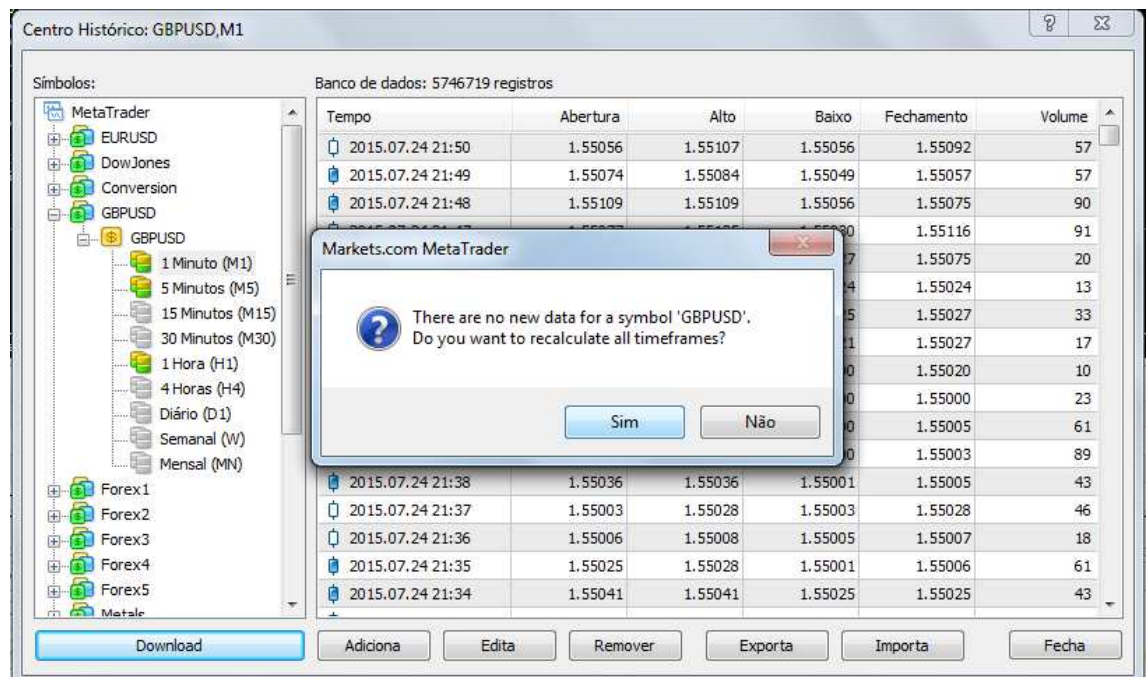 Centro Histórico: GBPUSD,M1
Símbolos:
Banco de dados: 5746719 registros
MetaTrader
EURUSD
DowJones
Conversion
GBPUSD
GBPUSD
1 Minuto (M1)
5 Minutos (M5)
15 Minutos (M15)
30 Minutos (M30)
1 Hora (H1)
4 Horas (H4)
Diário (D1)
Semanal (W)
Mensal (MN)
Forex1
Forex2
Forex3
Forex4
Forex5
Metals
Tempo Abertura Alto Baixo Fechamento Volume
2015.07.24 21:50 1.55056 1.55107 1.55056 1.55092 57
2015.07.24 21:49 1.55074 1.55084 1.55049 1.55057 57
2015.07.24 21:48 1.55109 1.55109 1.55056 1.55075 90
1.55116 91
1.55075 20
1.55024 13
1.55027 33
1.55027 17
1.55020 10
1.55000 23
1.55005 61
1.55003 89
2015.07.24 21:38 1.55036 1.55036 1.55001 1.55005 43
2015.07.24 21:37 1.55003 1.55028 1.55003 1.55028 46
2015.07.24 21:36 1.55006 1.55008 1.55005 1.55007 18
2015.07.24 21:35 1.55025 1.55028 1.55001 1.55006 61
2015.07.24 21:34 1.55041 1.55041 1.55025 1.55025 43
Markets.com MetaTrader
There are no new data for a symbol 'GBPUSD'.
Do you want to recalculate all timeframes?
Sim Não
Download Adiciona Edita Remover Exporta Importa Fecha